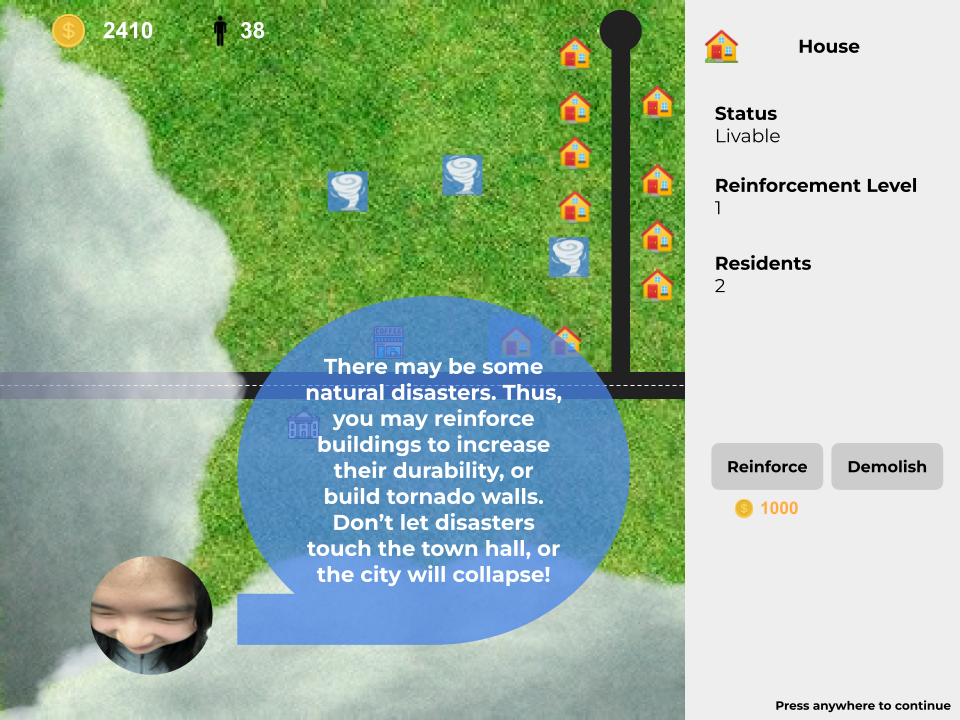 2410
38
House
Status
Livable
Reinforcement Level
1
Residents
2
COFFEE
There may be some
natural disasters. Thus,
you may reinforce
buildings to increase
their durability, or
build tornado walls.
Don’t let disasters
touch the town hall, or
the city will collapse!
Reinforce
Demolish
1000
Press anywhere to continue